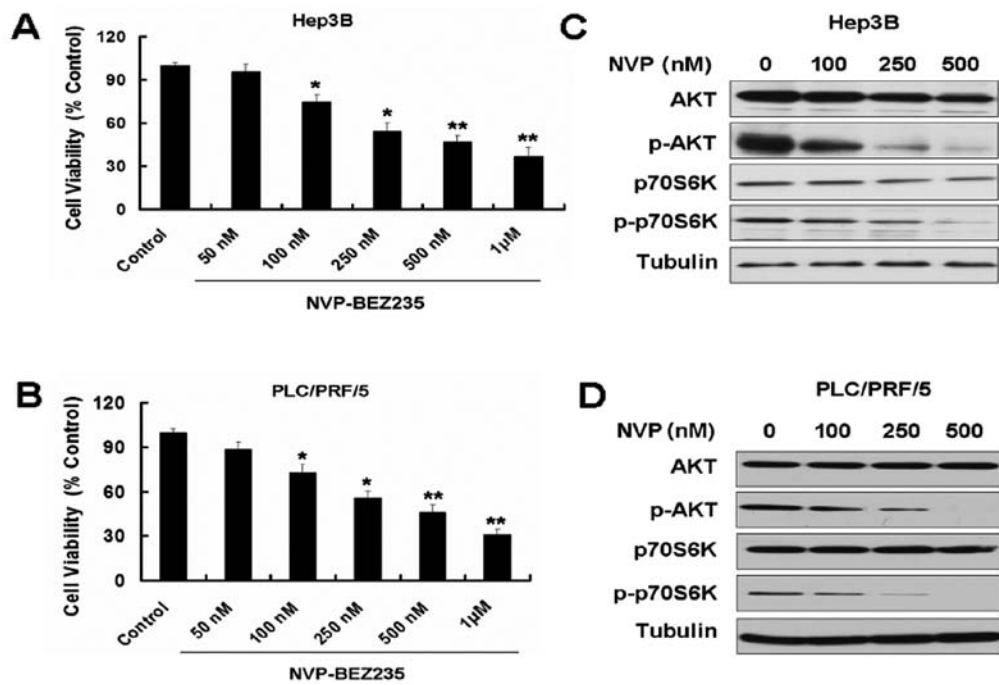 A
Hep3B
Cell Viability (% Control)
120
90
60
30
0
*
*
**
**
Control
50 nM
100 nM
250 nM
500 nM
1μM
NVP-BEZ235
C
Hep3B
NVP (nM)
0 100 250 500
AKT
p-AKT
p70S6K
p-p70S6K
Tubulin
B
PLC/PRF/5
Cell Viability (% Control)
120
90
60
30
0
*
*
**
**
Control
50 nM
100 nM
250 nM
500 nM
1μM
NVP-BEZ235
D
PLC/PRF/5
NVP (nM)
0 100 250 500
AKT
p-AKT
p70S6K
p-p70S6K
Tubulin